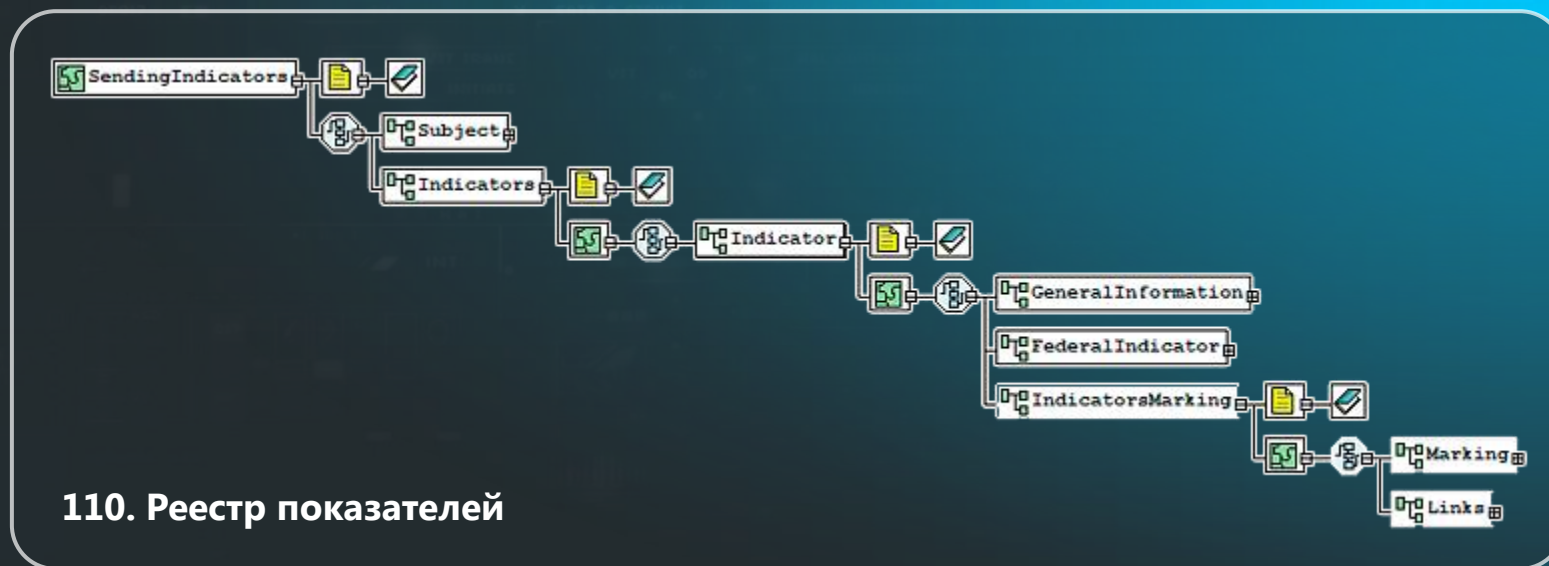 SendingIndicators
Subject
Indicators
Indicator
GeneralInformation
FederalIndicator
IndicatorsMarking
Marking
Links
110. Реестр показателей